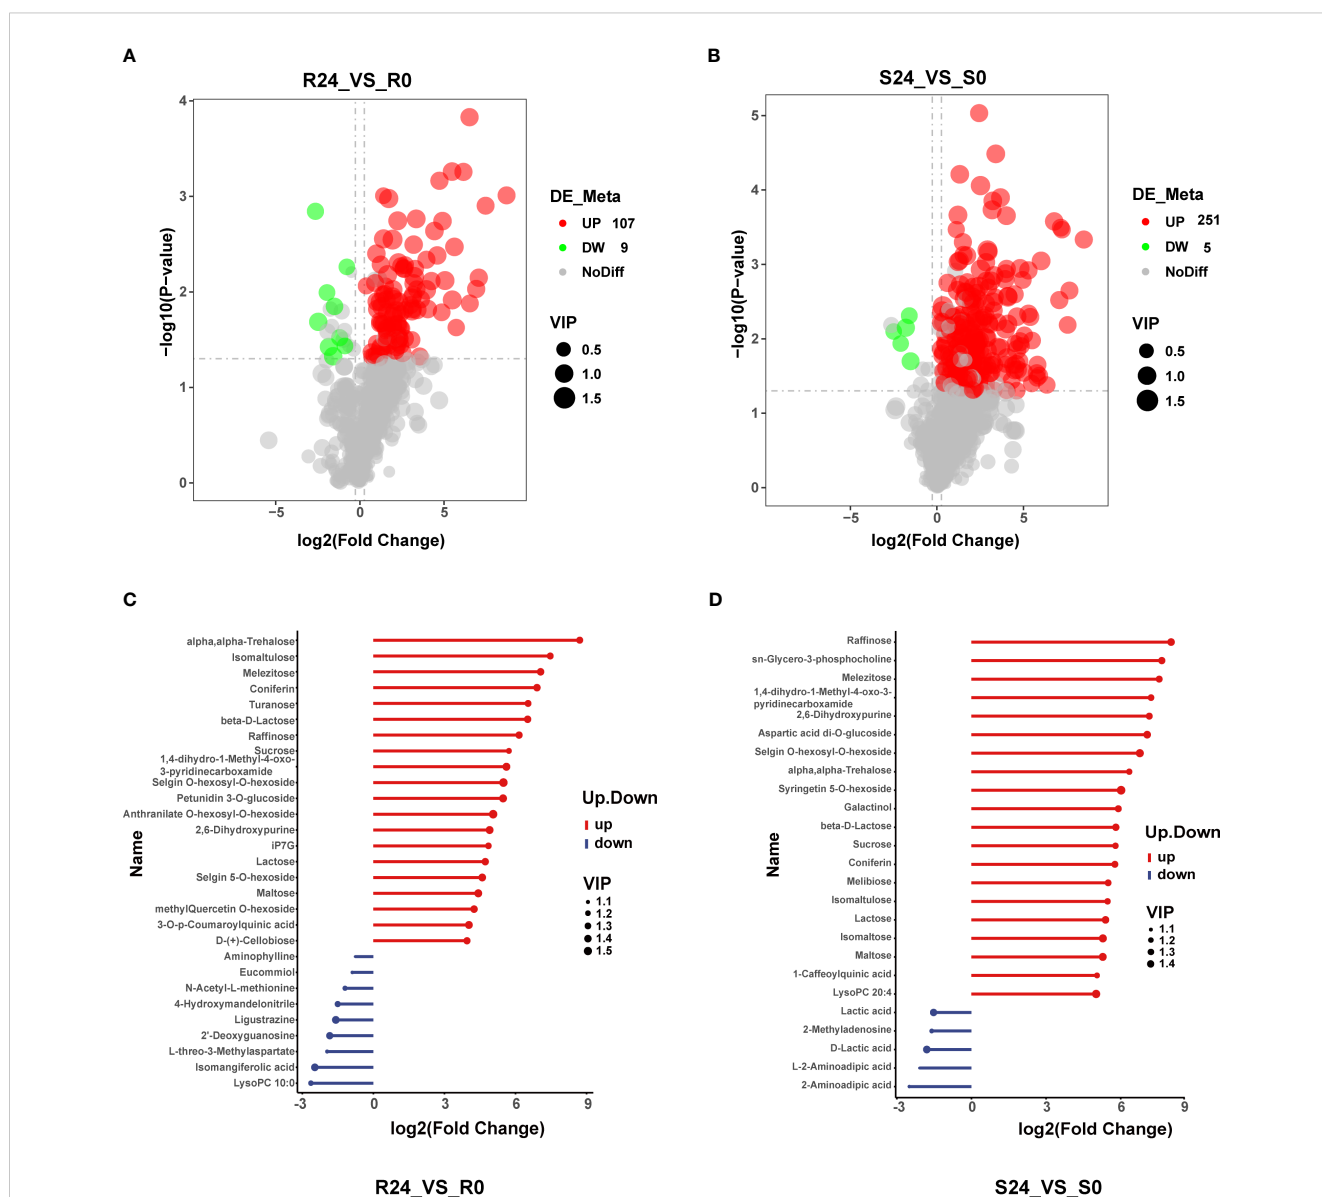 A
R24_VS_R0
4
3
2
1
0
−5
0
5
−log10(P−value)
log2(Fold Change)
DE_Meta
UP 107
DW 9
NoDiff
VIP
0.5
1.0
1.5
B
S24_VS_S0
5
4
3
2
1
0
−5
0
5
−log10(P−value)
log2(Fold Change)
DE_Meta
UP 251
DW 5
NoDiff
VIP
0.5
1.0
1.5
C
Name
alpha,alpha-Trehalose
Isomaltulose
Melezitose
Coniferin
Turanose
beta-D-Lactose
Raffinose
Sucrose
1,4-dihydro-1-Methyl-4-oxo-
3-pyridinecarboxamide
Selgin O-hexosyl-O-hexoside
Petunidin 3-O-glucoside
Anthranilate O-hexosyl-O-hexoside
2,6-Dihydroxypurine
iP7G
Lactose
Selgin 5-O-hexoside
Maltose
methylQuercetin O-hexoside
3-O-p-Coumaroylquinic acid
D-(+)-Cellobiose
Aminophylline
Eucommiol
N-Acetyl-L-methionine
4-Hydroxymandelonitrile
Ligustrazine
2'-Deoxyguanosine
L-threo-3-Methylaspartate
Isomangiferolic acid
LysoPC 10:0
-3
0
3
6
9
log2(Fold Change)
R24_VS_R0
Up.Down
up
down
VIP
1.1
1.2
1.3
1.4
1.5
D
Name
Raffinose
sn-Glycero-3-phosphocholine
Melezitose
1,4-dihydro-1-Methyl-4-oxo-3-
pyridinecarboxamide
2,6-Dihydroxypurine
Aspartic acid di-O-glucoside
Selgin O-hexosyl-O-hexoside
alpha,alpha-Trehalose
Syringetin 5-O-hexoside
Galactinol
beta-D-Lactose
Sucrose
Coniferin
Melibiose
Isomaltulose
Lactose
Isomaltose
Maltose
1-Caffeoylquinic acid
LysoPC 20:4
Lactic acid
2-Methyladenosine
D-Lactic acid
L-2-Aminoadipic acid
2-Aminoadipic acid
-3
0
3
6
9
log2(Fold Change)
S24_VS_S0
Up.Down
up
down
VIP
1.1
1.2
1.3
1.4